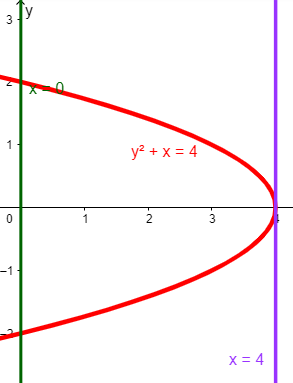 y
3
2
x = 0
1
y² + x = 4
0
1
2
3
4
−1
−2
x = 4